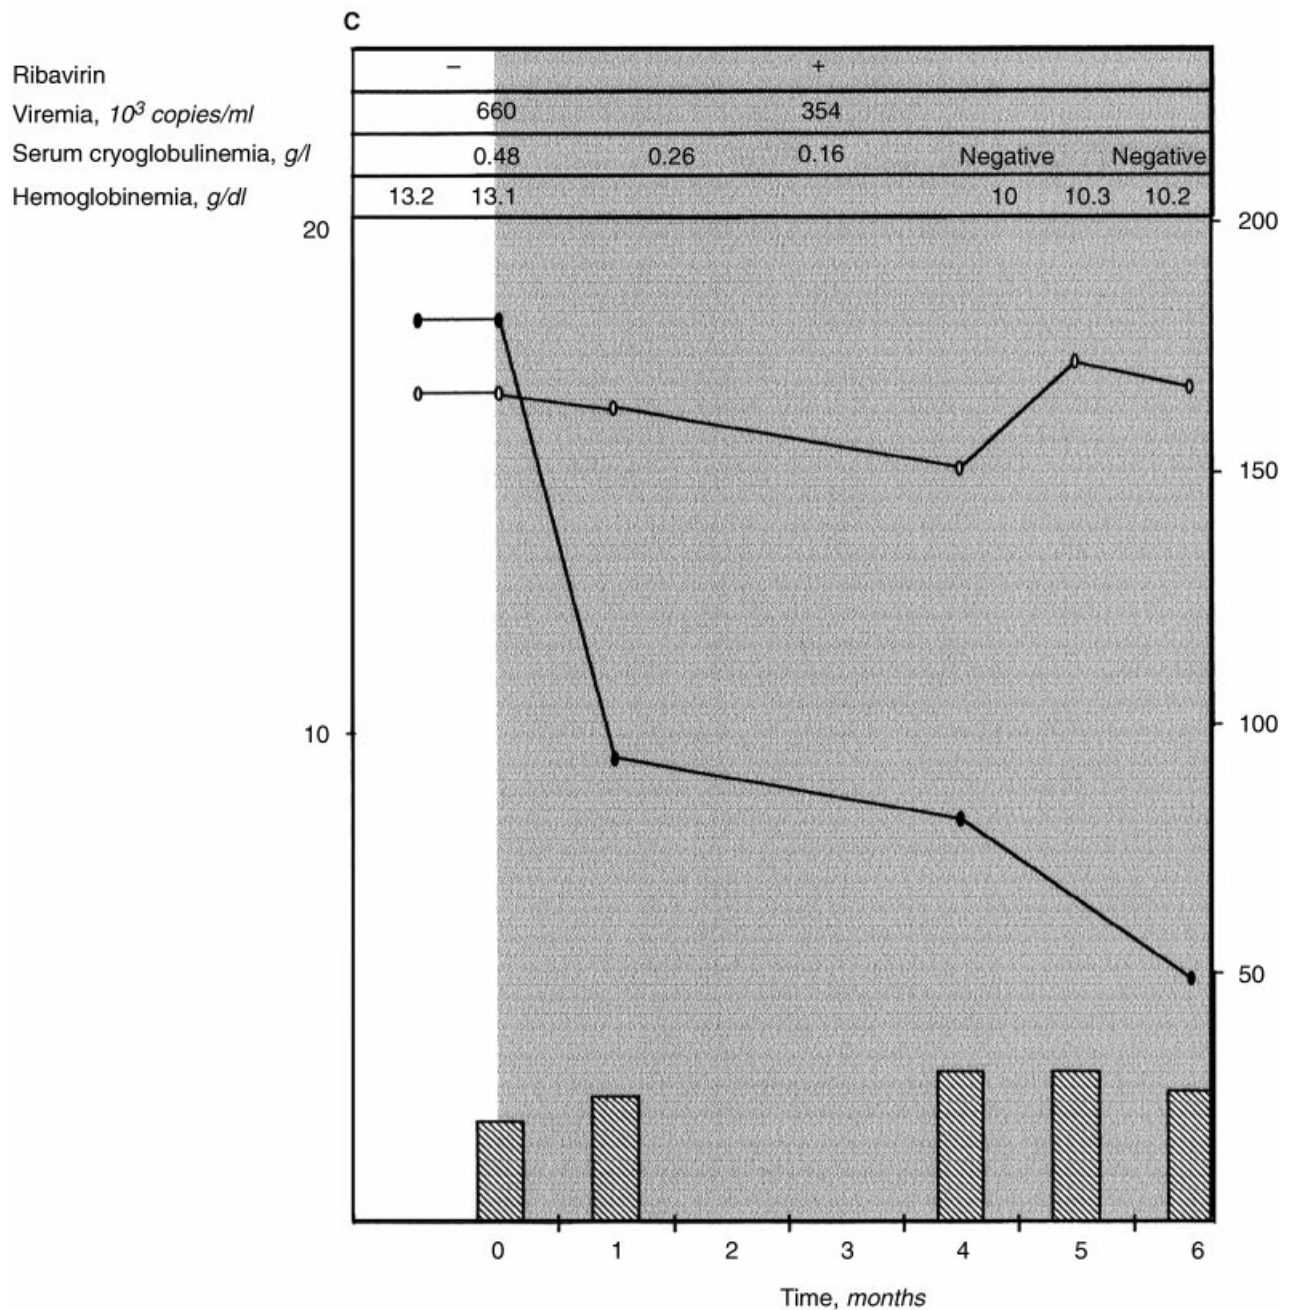 C
Ribavirin – +
Viremia, 10³ copies/ml 660 354
Serum cryoglobulinemia, g/l 0.48 0.26 0.16 Negative Negative
Hemoglobinemia, g/dl 13.2 13.1 10 10.3 10.2
20 200
150
10 100
50
0 1 2 3 4 5 6
Time, months